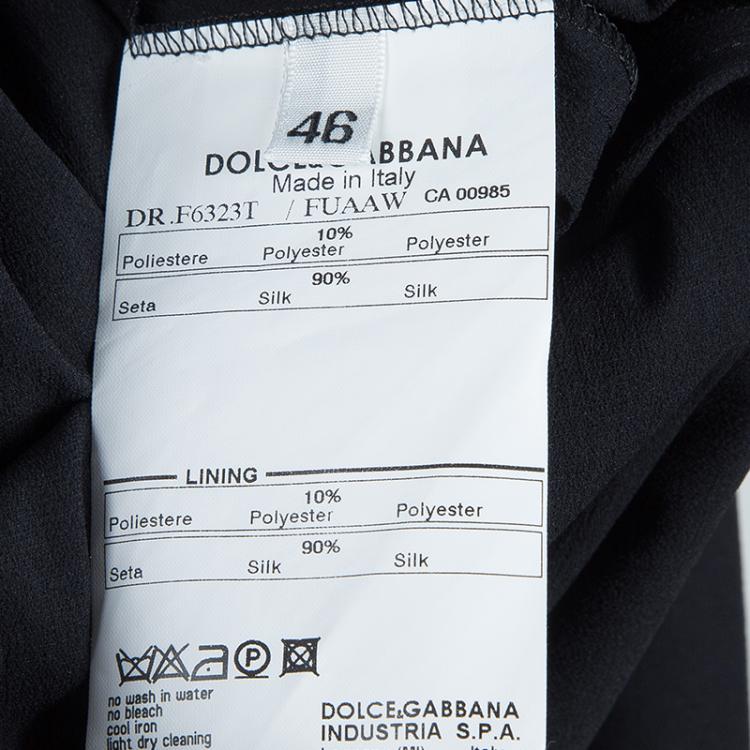 46
DOLCE&GABBANA
Made in Italy
DR.F6323T / FUAAW CA 00985
10%
Poliestere Polyester Polyester
90%
Seta Silk Silk
LINING
10%
Poliestere Polyester Polyester
90%
Seta Silk Silk
P
no wash in water
no bleach
cool iron
light dry cleaning
DOLCE&GABBANA
INDUSTRIA S.P.A.